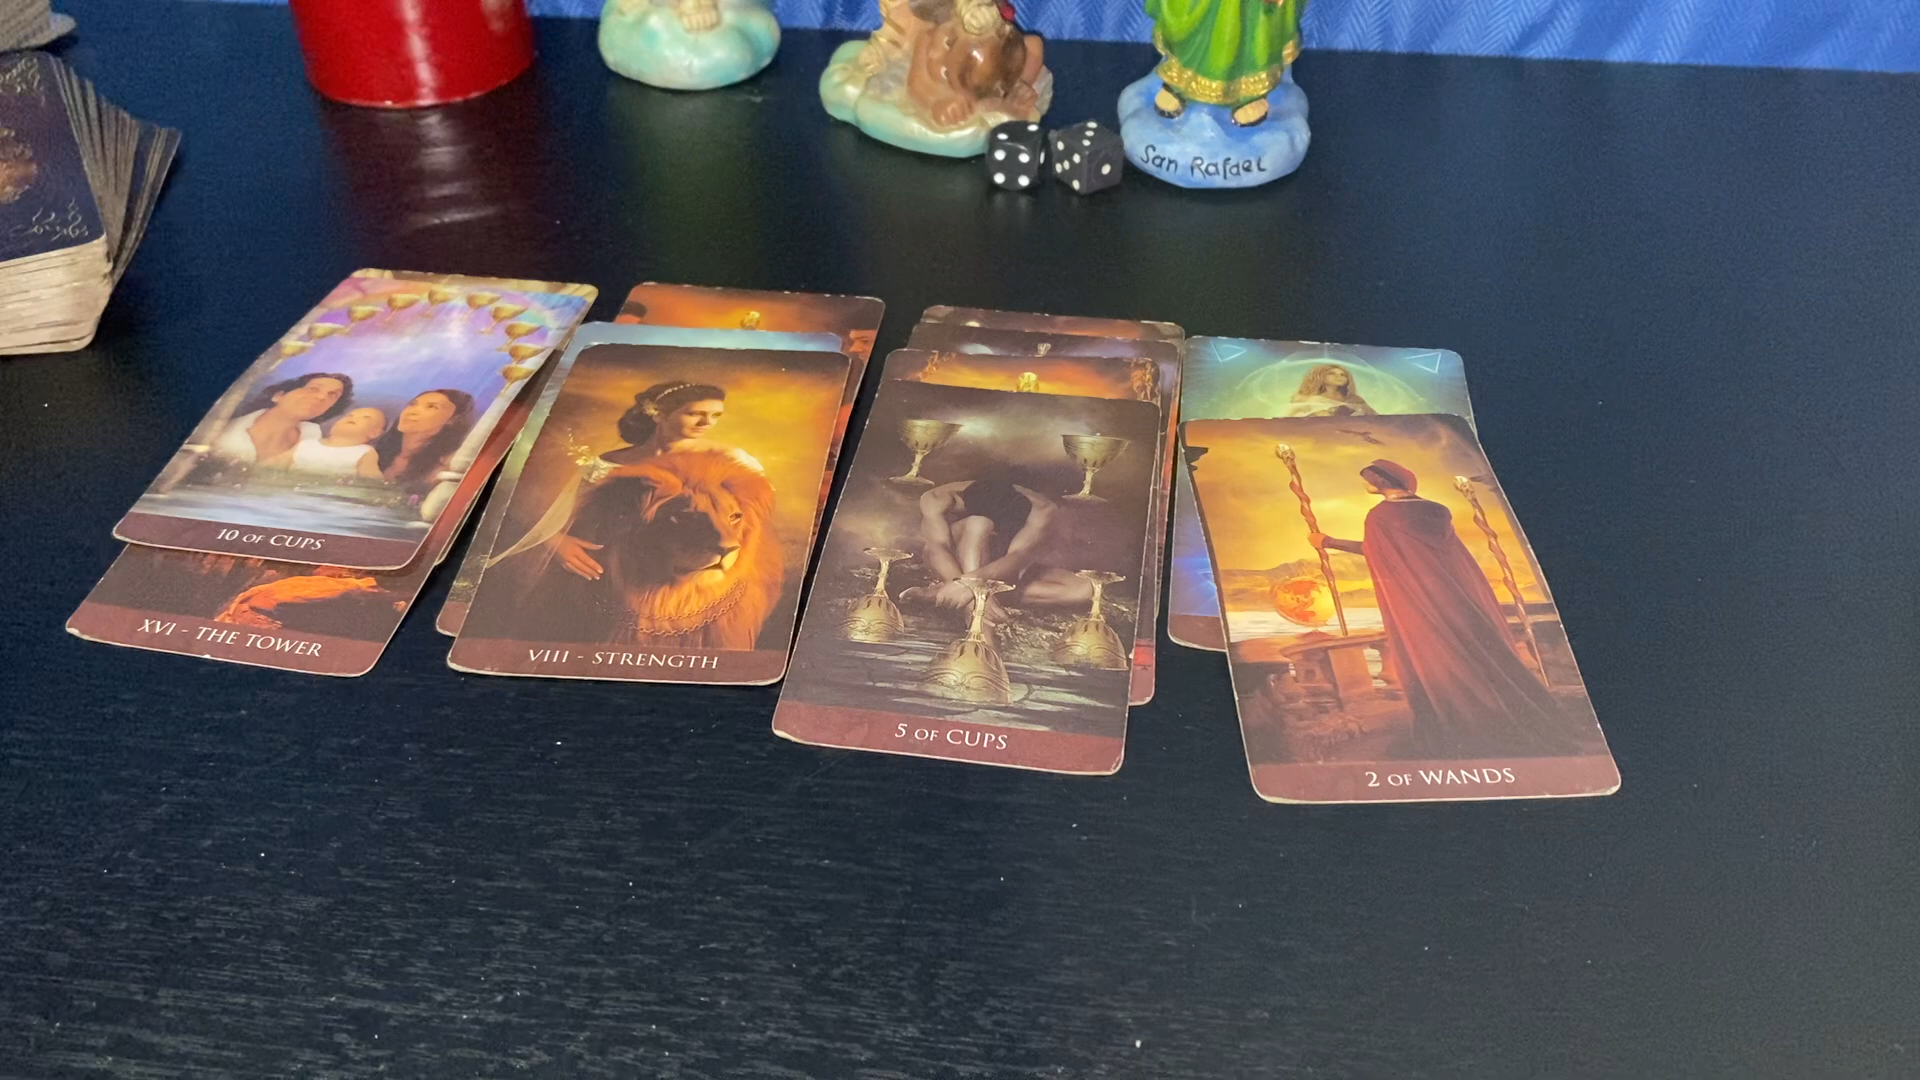 San Rafael
10 OF CUPS
XVI - THE TOWER
VIII - STRENGTH
5 OF CUPS
2 OF WANDS